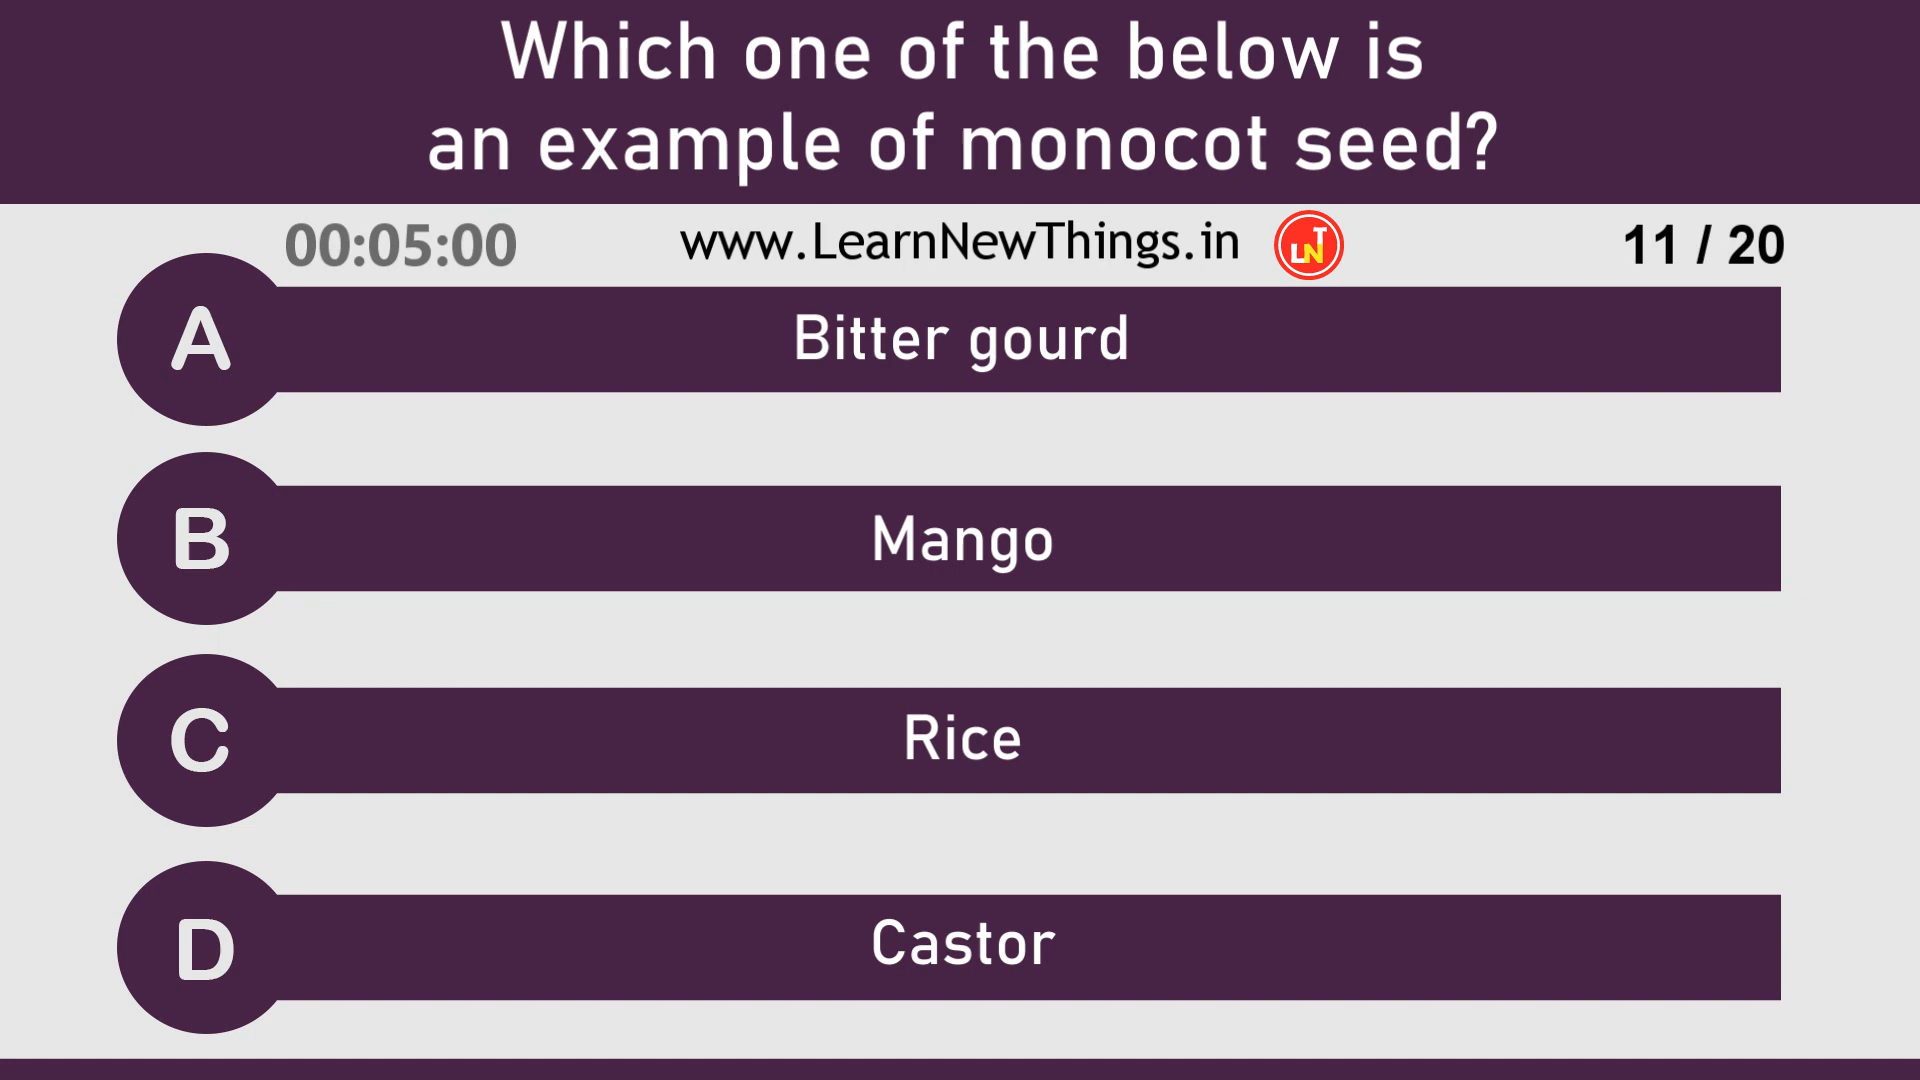 Which one of the below is
an example of monocot seed?
00:05:00 www.LearnNewThings.in LNT 11 / 20
A Bitter gourd
B Mango
C Rice
D Castor